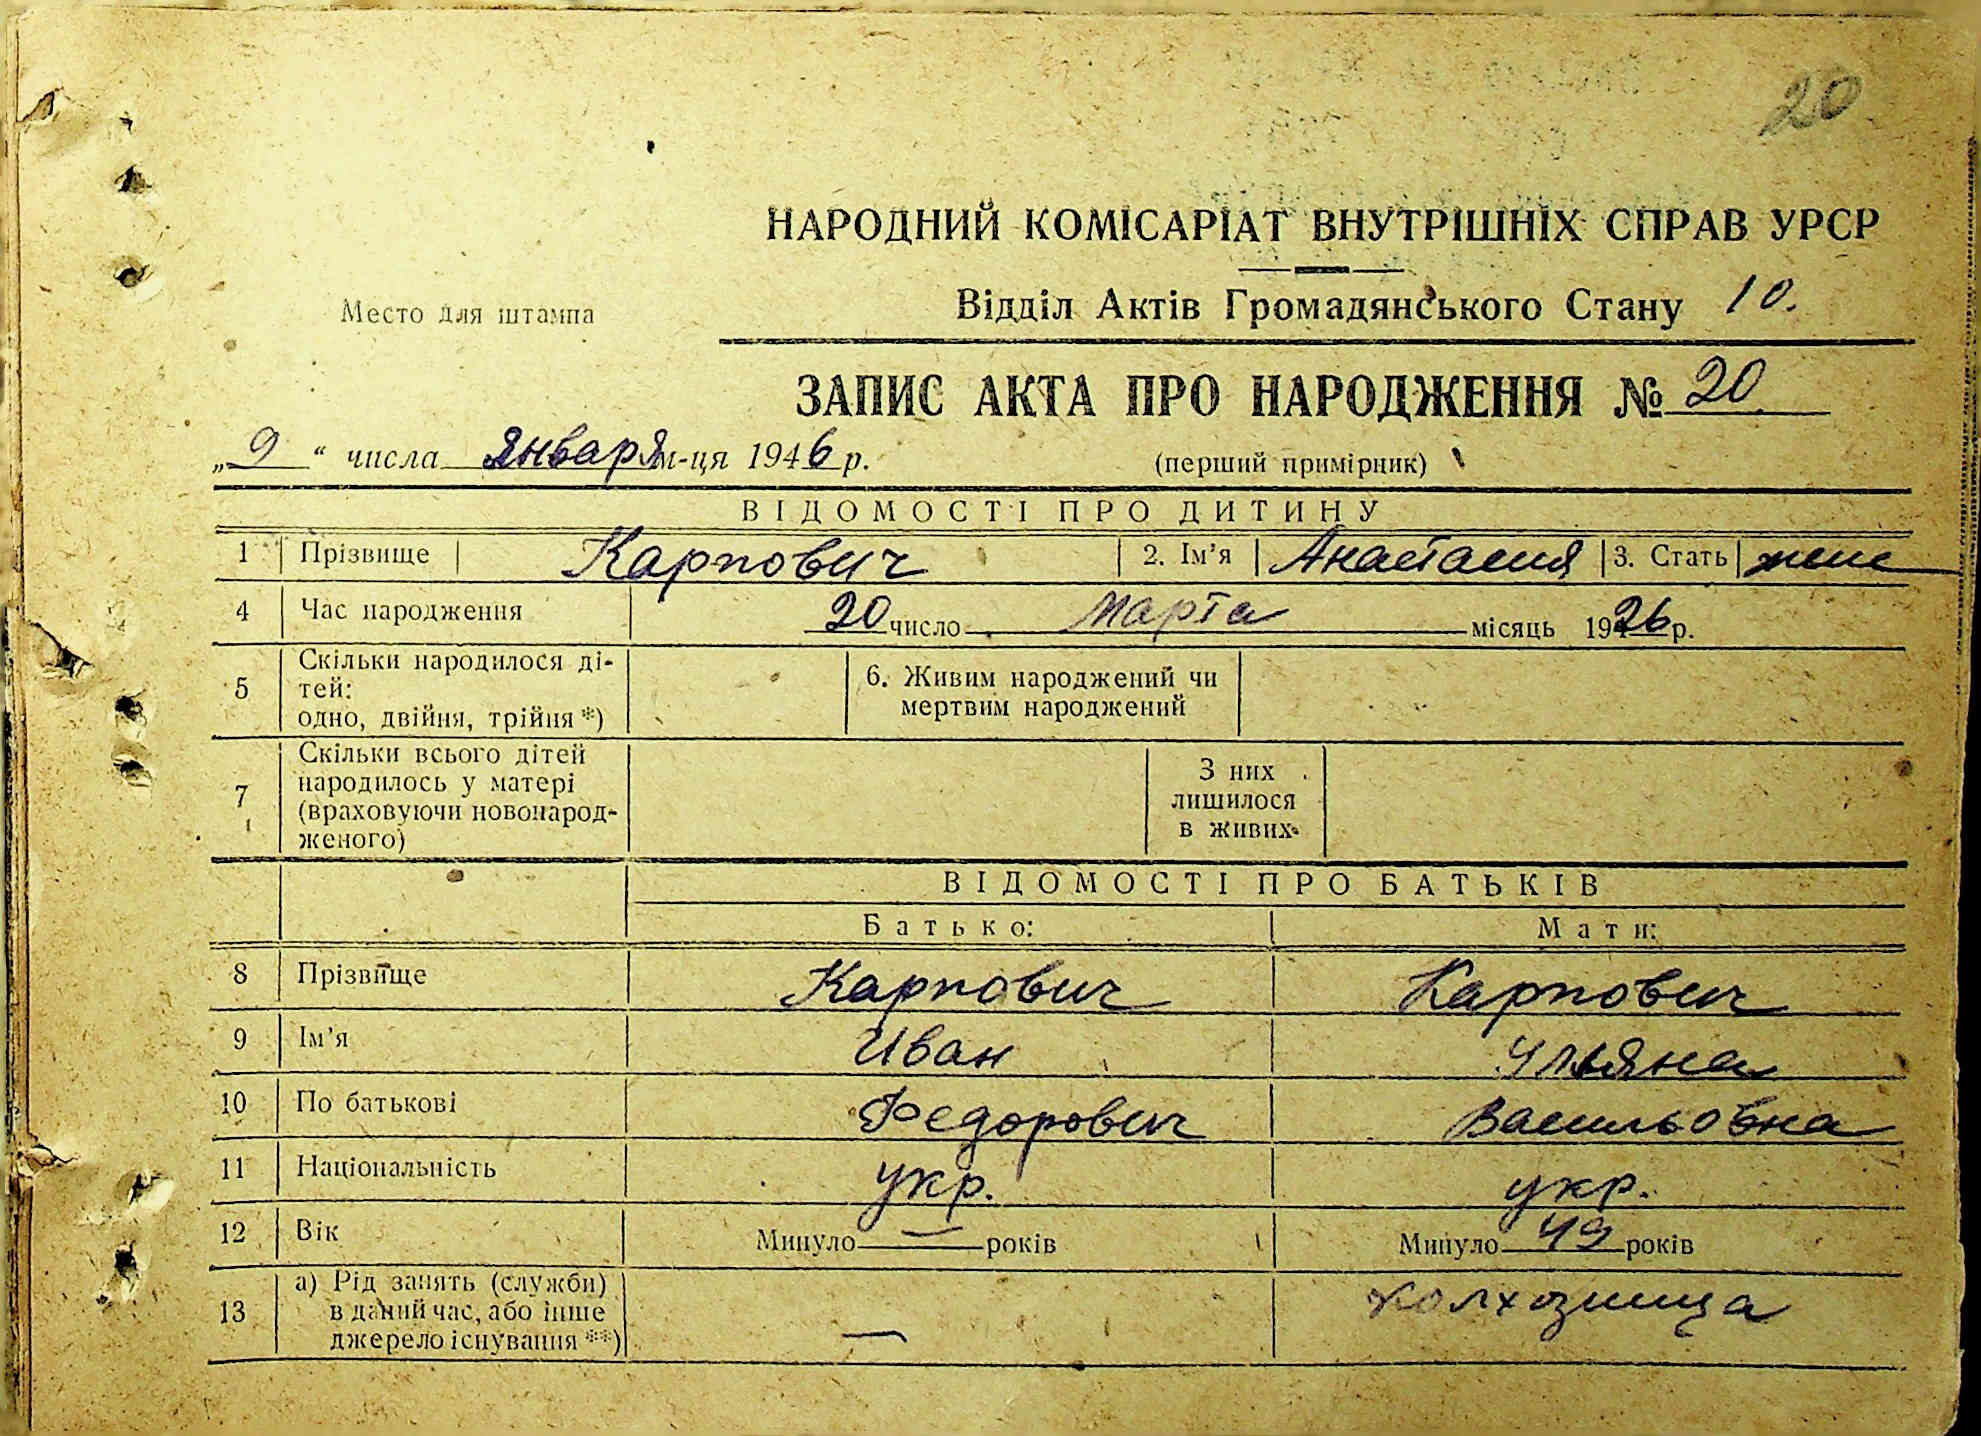 20
НАРОДНИЙ КОМІСАРІАТ ВНУТРІШНІХ СПРАВ УРСР
Место для штампа
Відділ Актів Громадянського Стану 10.
ЗАПИС АКТА ПРО НАРОДЖЕННЯ № 20
„9“ числа января м-ця 1946 р.
(перший примірник)
ВІДОМОСТІ ПРО ДИТИНУ
1 Прізвище Карпович 2. Ім'я Анастасия 3. Стать женс
4 Час народження 20 число марта місяць 1926 р.
5 Скільки народилося ді-
тей:
одно, двійня, трійня *)
6. Живим народжений чи
мертвим народжений
7 Скільки всього дітей
народилось у матері
(враховуючи новонарод-
женого)
З них
лишилося
в живих
ВІДОМОСТІ ПРО БАТЬКІВ
Батько: Мати:
8 Прізвище Карпович Карпович
9 Ім'я Иван Ульяна
10 По батькові Федорович Васильовна
11 Національність укр. укр.
12 Вік Минуло — років Минуло 49 років
13 а) Рід занять (служби)
в даний час, або інше
джерело існування **)
— колхозница